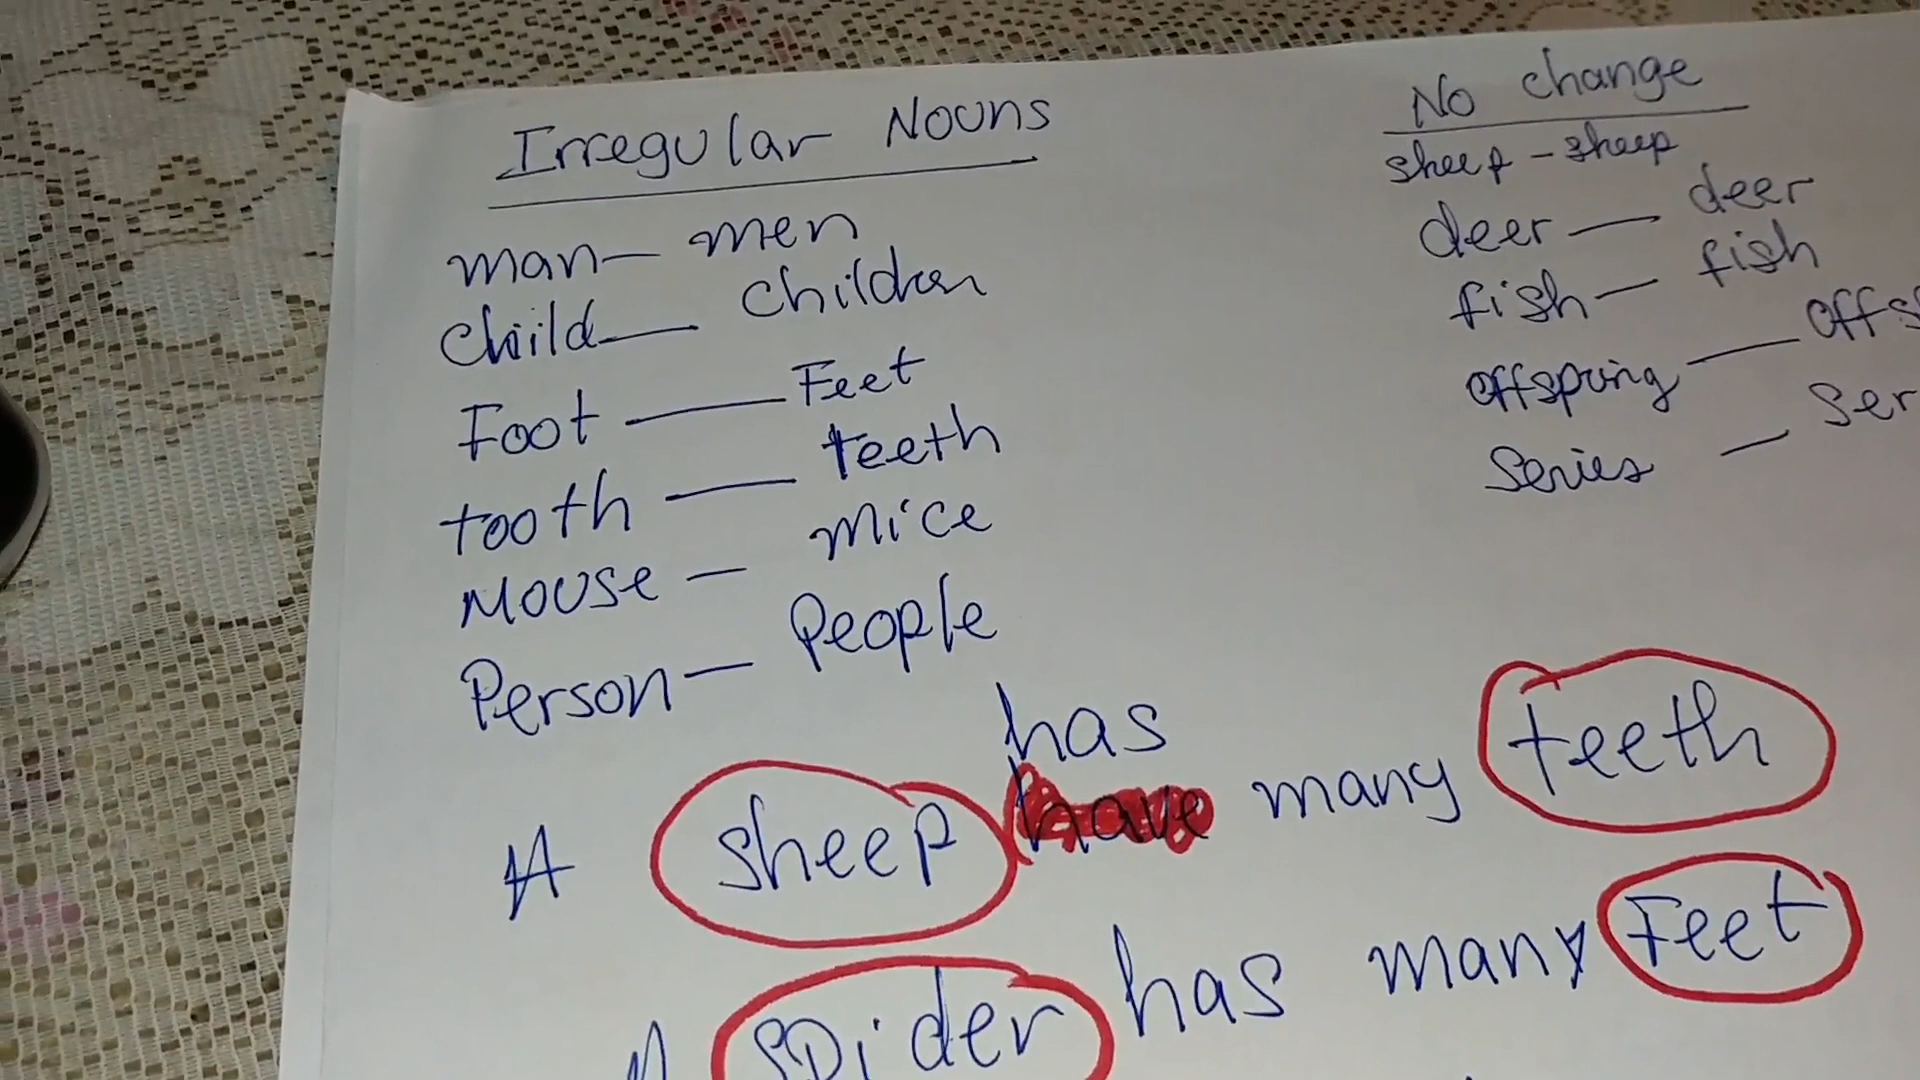 Irregular Nouns
man — men
Child — Children
Foot — Feet
tooth — teeth
Mouse — mice
Person — People
No change
sheep - sheep
deer — deer
fish — fish
offspring —
Series —
has
A sheep have many teeth
A spider has many Feet